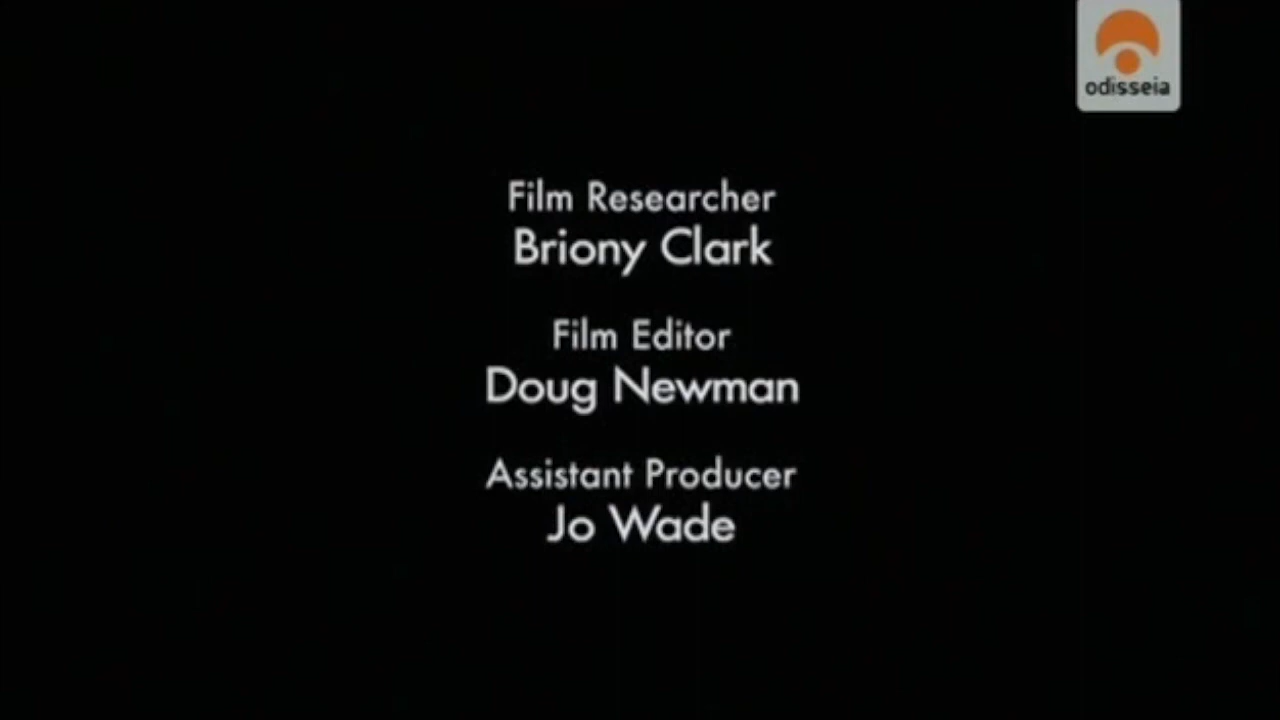 odisseia
Film Researcher
Briony Clark
Film Editor
Doug Newman
Assistant Producer
Jo Wade